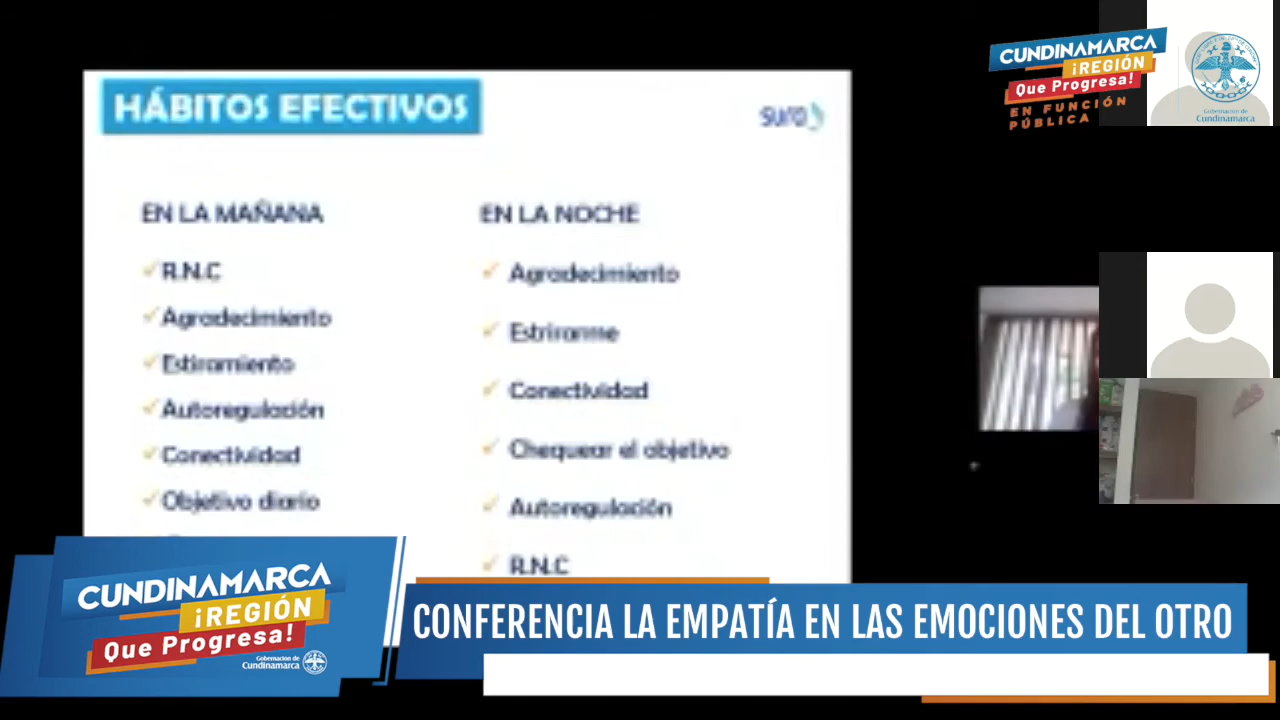 HÁBITOS EFECTIVOS
sura
EN LA MAÑANA
R.N.C
Agradecimiento
Estiramiento
Autoregulación
Conectividad
Objetivo diario
EN LA NOCHE
Agradecimiento
Estrirarme
Conectividad
Chequear el objetivo
Autoregulación
R.N.C
CUNDINAMARCA
¡REGIÓN
Que Progresa!
EN FUNCIÓN
PÚBLICA
Gobernación de
Cundinamarca
CUNDINAMARCA
¡REGIÓN
Que Progresa!
Gobernación de
Cundinamarca
CONFERENCIA LA EMPATÍA EN LAS EMOCIONES DEL OTRO